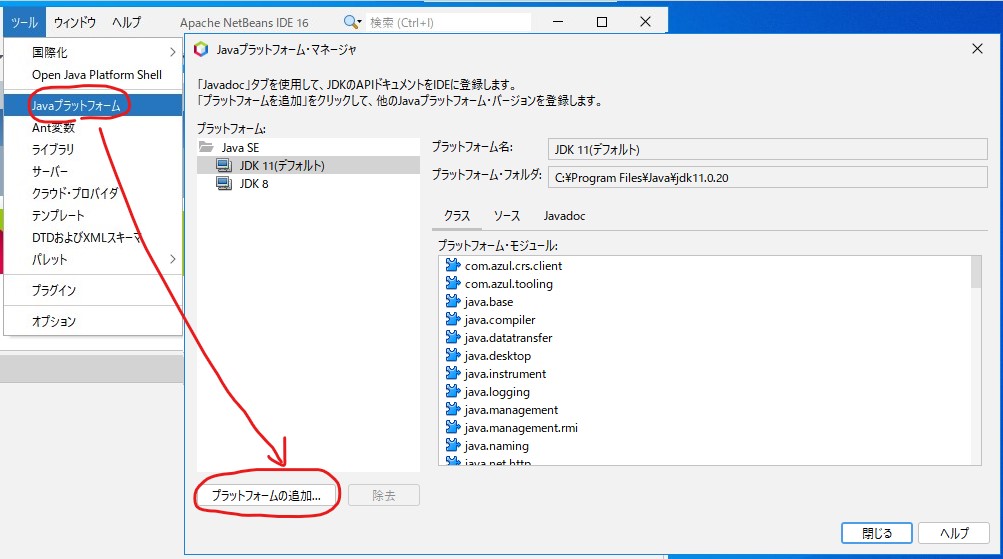 ツール ウィンドウ ヘルプ Apache NetBeans IDE 16 検索 (Ctrl+I)
国際化
Open Java Platform Shell
Javaプラットフォーム
Ant変数
ライブラリ
サーバー
クラウド・プロバイダ
テンプレート
DTDおよびXMLスキーマ
パレット
プラグイン
オプション
Javaプラットフォーム・マネージャ
「Javadoc」タブを使用して、JDKのAPIドキュメントをIDEに登録します。
「プラットフォームを追加」をクリックして、他のJavaプラットフォーム・バージョンを登録します。
プラットフォーム:
Java SE
JDK 11(デフォルト)
JDK 8
プラットフォームの追加...
除去
プラットフォーム名: JDK 11(デフォルト)
プラットフォーム・フォルダ: C:¥Program Files¥Java¥jdk11.0.20
クラス ソース Javadoc
プラットフォーム・モジュール:
com.azul.crs.client
com.azul.tooling
java.base
java.compiler
java.datatransfer
java.desktop
java.instrument
java.logging
java.management
java.management.rmi
java.naming
java.net.http
閉じる ヘルプ